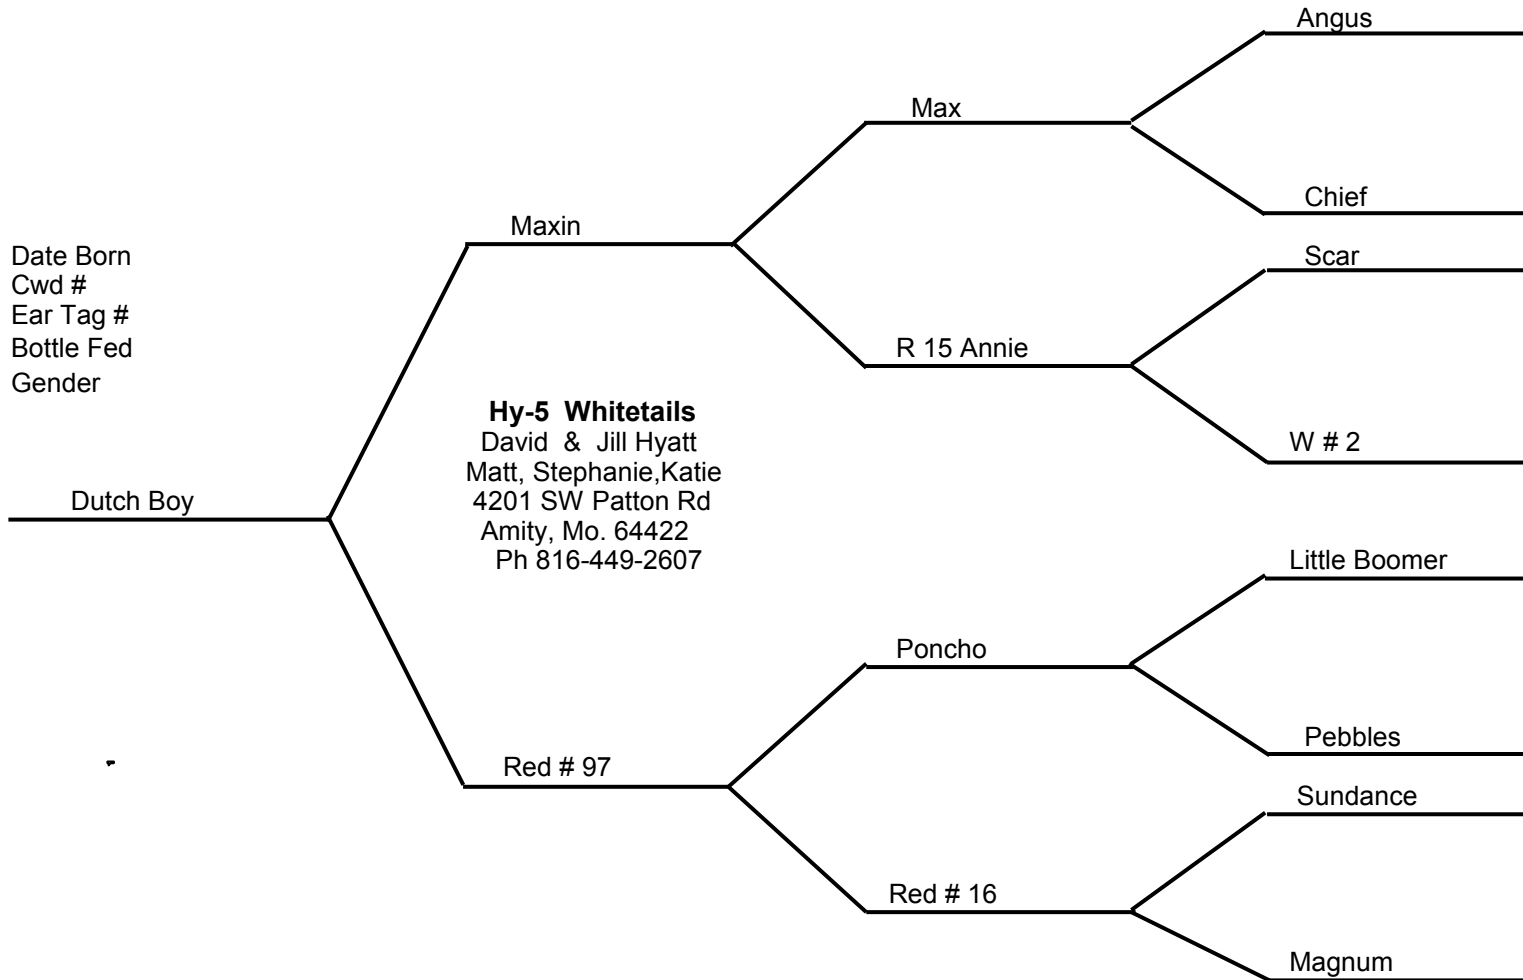 Angus
Max
Chief
Maxin
Scar
R 15 Annie
W # 2
Date Born
Cwd #
Ear Tag #
Bottle Fed
Gender
Hy-5  Whitetails
David  &  Jill Hyatt
Matt, Stephanie,Katie
4201 SW Patton Rd
Amity, Mo. 64422
Ph 816-449-2607
Dutch Boy
Little Boomer
Poncho
Pebbles
Red # 97
Sundance
Red # 16
Magnum